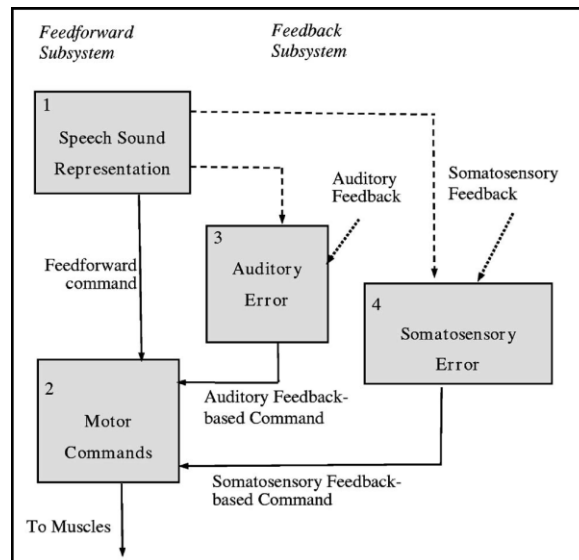 Feedforward
Subsystem
Feedback
Subsystem
1
Speech Sound
Representation
Auditory
Feedback
Somatosensory
Feedback
3
Auditory
Error
Feedforward
command
4
Somatosensory
Error
2
Motor
Commands
Auditory Feedback-
based Command
Somatosensory Feedback-
based Command
To Muscles